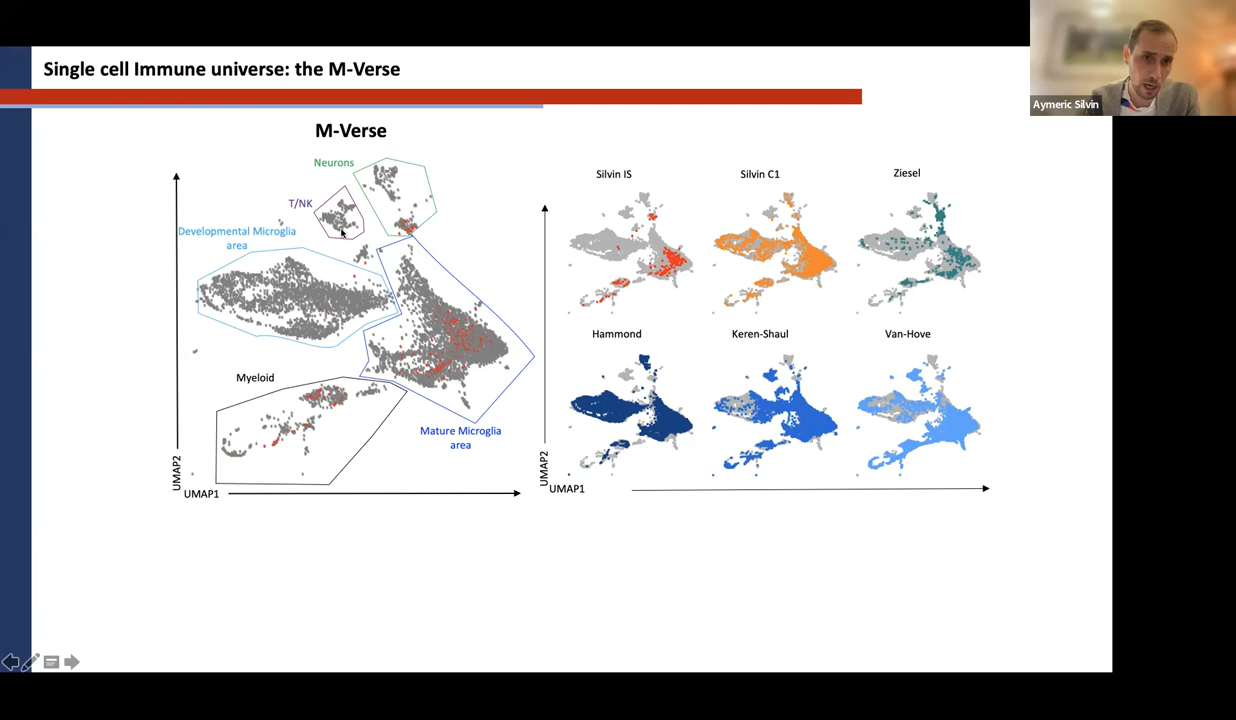 Single cell Immune universe: the M-Verse
Aymeric Silvin
M-Verse
Neurons
T/NK
Developmental Microglia
area
Myeloid
Mature Microglia
area
UMAP2
UMAP1
Silvin IS
Silvin C1
Ziesel
Hammond
Keren-Shaul
Van-Hove
UMAP2
UMAP1